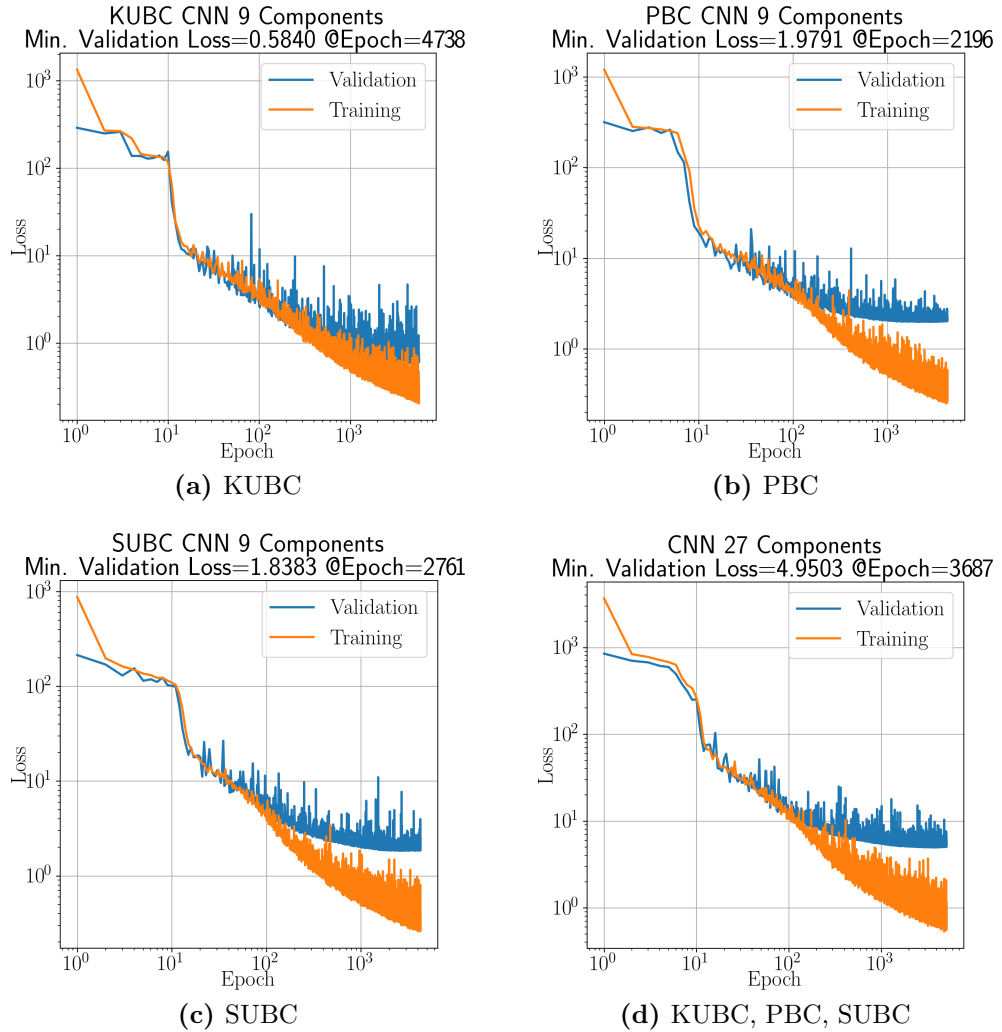 KUBC CNN 9 Components
Min. Validation Loss=0.5840 @Epoch=4738
Validation
Training
Loss
10^3
10^2
10^1
10^0
10^0 10^1 10^2 10^3
Epoch
(a) KUBC
PBC CNN 9 Components
Min. Validation Loss=1.9791 @Epoch=2196
Validation
Training
Loss
10^3
10^2
10^1
10^0
10^0 10^1 10^2 10^3
Epoch
(b) PBC
SUBC CNN 9 Components
Min. Validation Loss=1.8383 @Epoch=2761
Validation
Training
Loss
10^3
10^2
10^1
10^0
10^0 10^1 10^2 10^3
Epoch
(c) SUBC
CNN 27 Components
Min. Validation Loss=4.9503 @Epoch=3687
Validation
Training
Loss
10^3
10^2
10^1
10^0
10^0 10^1 10^2 10^3
Epoch
(d) KUBC, PBC, SUBC